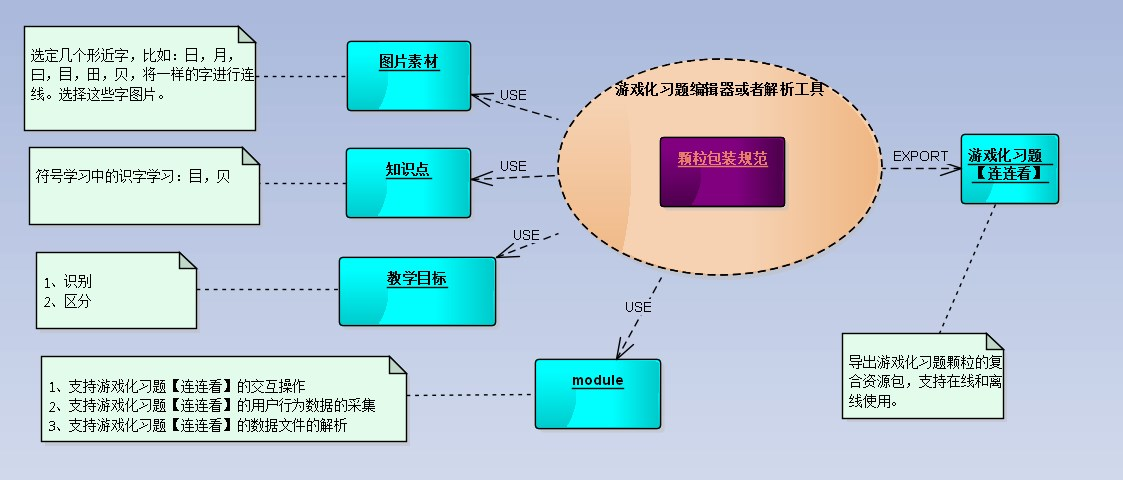 选定几个形近字，比如：日，月，
曰，目，田，贝，将一样的字进行连
线。选择这些字图片。
图片素材
USE
游戏化习题编辑器或者解析工具
颗粒包装规范
EXPORT
游戏化习题
【连连看】
符号学习中的识字学习：目，贝
知识点
USE
1、识别
2、区分
教学目标
USE
USE
1、支持游戏化习题【连连看】的交互操作
2、支持游戏化习题【连连看】的用户行为数据的采集
3、支持游戏化习题【连连看】的数据文件的解析
module
导出游戏化习题颗粒的复
合资源包，支持在线和离
线使用。